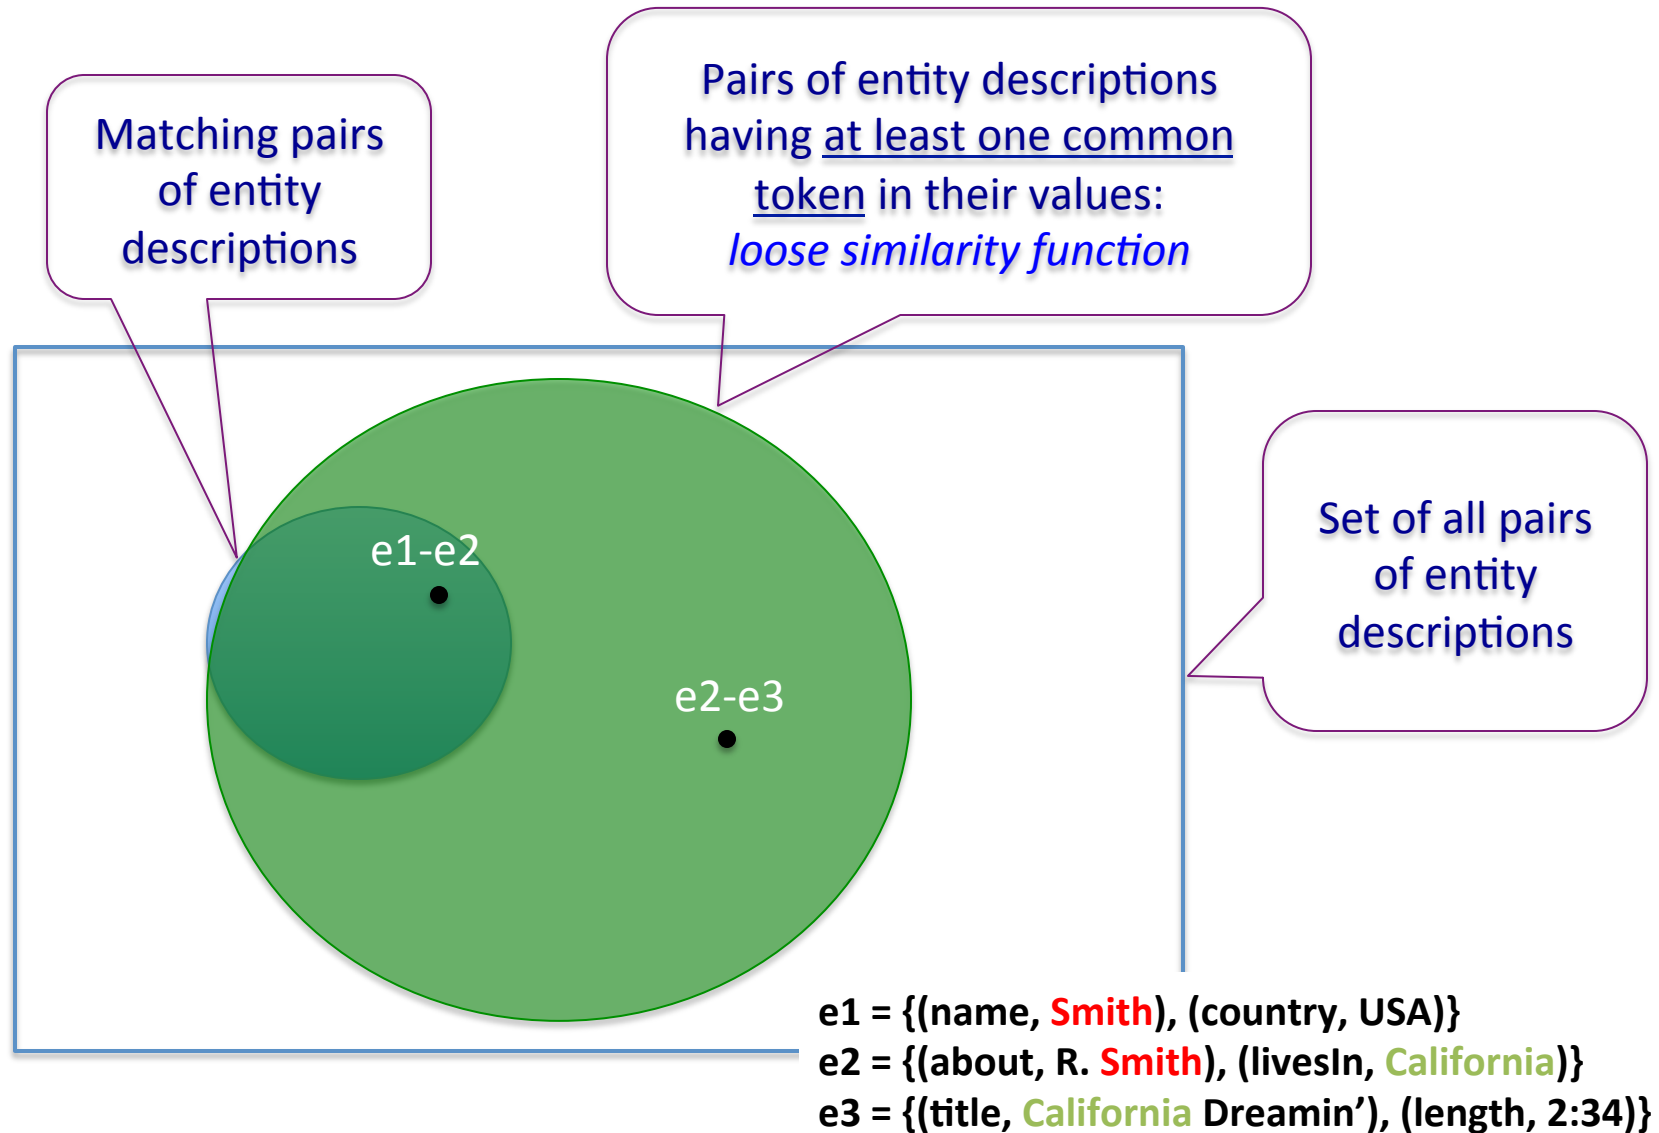 Matching pairs
of entity
descriptions
Pairs of entity descriptions
having at least one common
token in their values:
loose similarity function
Set of all pairs
of entity
descriptions
e1-e2
e2-e3
e1 = {(name, Smith), (country, USA)}
e2 = {(about, R. Smith), (livesIn, California)}
e3 = {(title, California Dreamin’), (length, 2:34)}